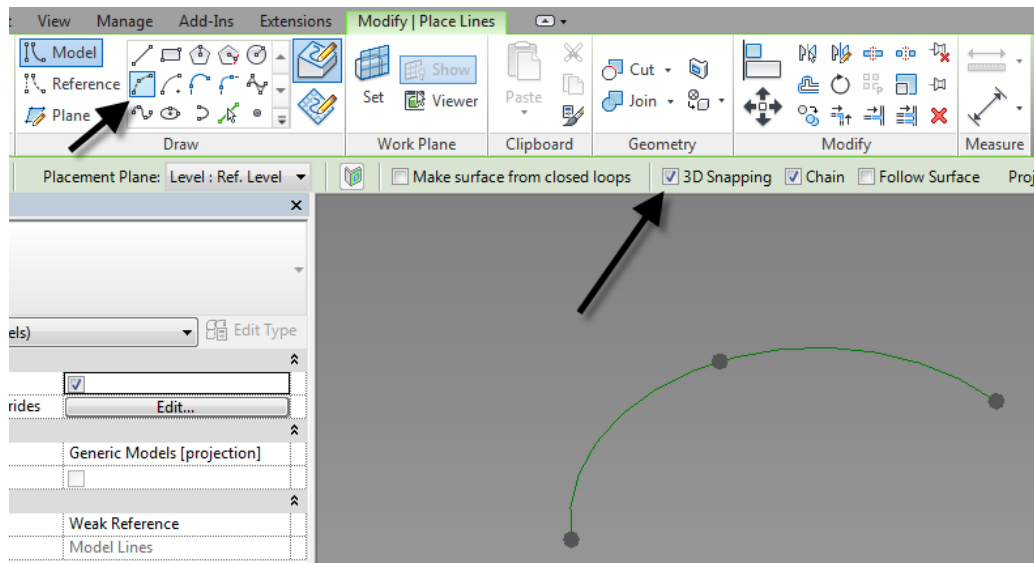 View Manage Add-Ins Extensions Modify | Place Lines
Model
Reference
Plane
Set
Show
Viewer
Paste
Cut
Join
Draw Work Plane Clipboard Geometry Modify Measure
Placement Plane: Level : Ref. Level Make surface from closed loops 3D Snapping Chain Follow Surface Proj
els) Edit Type
rides Edit...
Generic Models [projection]
Weak Reference
Model Lines